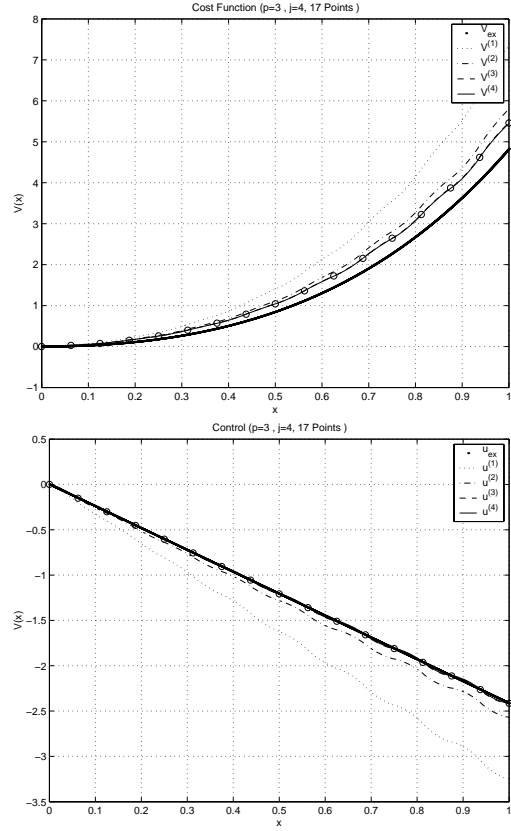 Cost Function (p=3 , j=4, 17 Points )
8
7
6
5
4
3
2
1
0
−1
V(x)
V_ex
V^(1)
V^(2)
V^(3)
V^(4)
0 0.1 0.2 0.3 0.4 0.5 0.6 0.7 0.8 0.9 1
x
Control (p=3 , j=4, 17 Points )
0.5
0
−0.5
−1
−1.5
−2
−2.5
−3
−3.5
V(x)
u_ex
u^(1)
u^(2)
u^(3)
u^(4)
0 0.1 0.2 0.3 0.4 0.5 0.6 0.7 0.8 0.9 1
x